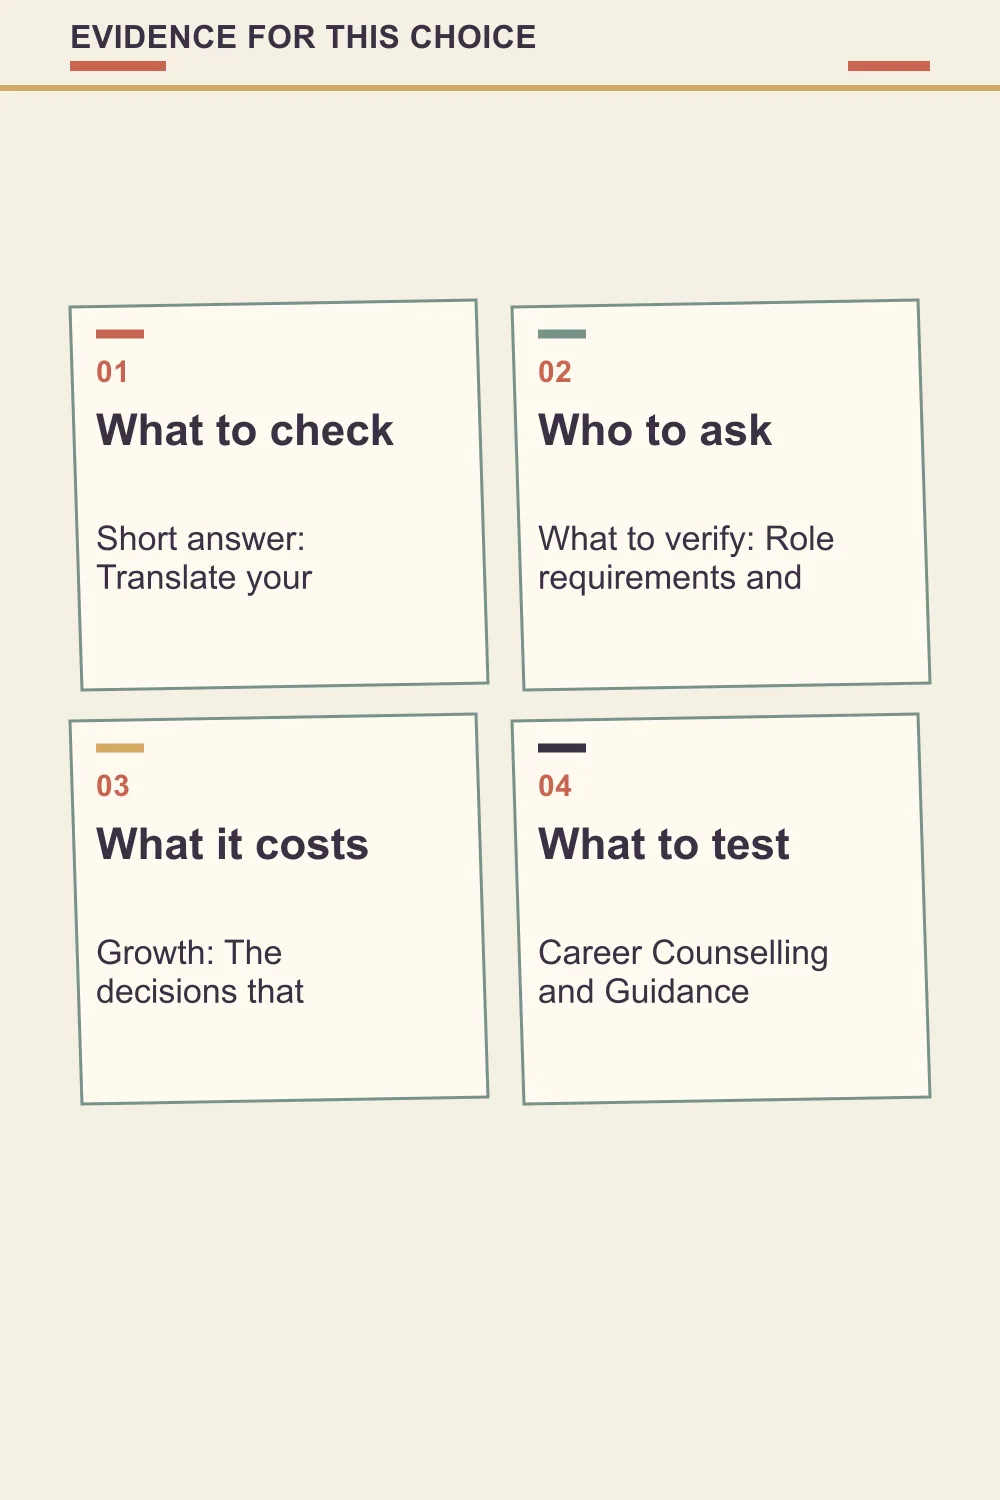 EVIDENCE FOR THIS CHOICE
01
What to check
Short answer:
Translate your
02
Who to ask
What to verify: Role
requirements and
03
What it costs
Growth: The
decisions that
04
What to test
Career Counselling
and Guidance